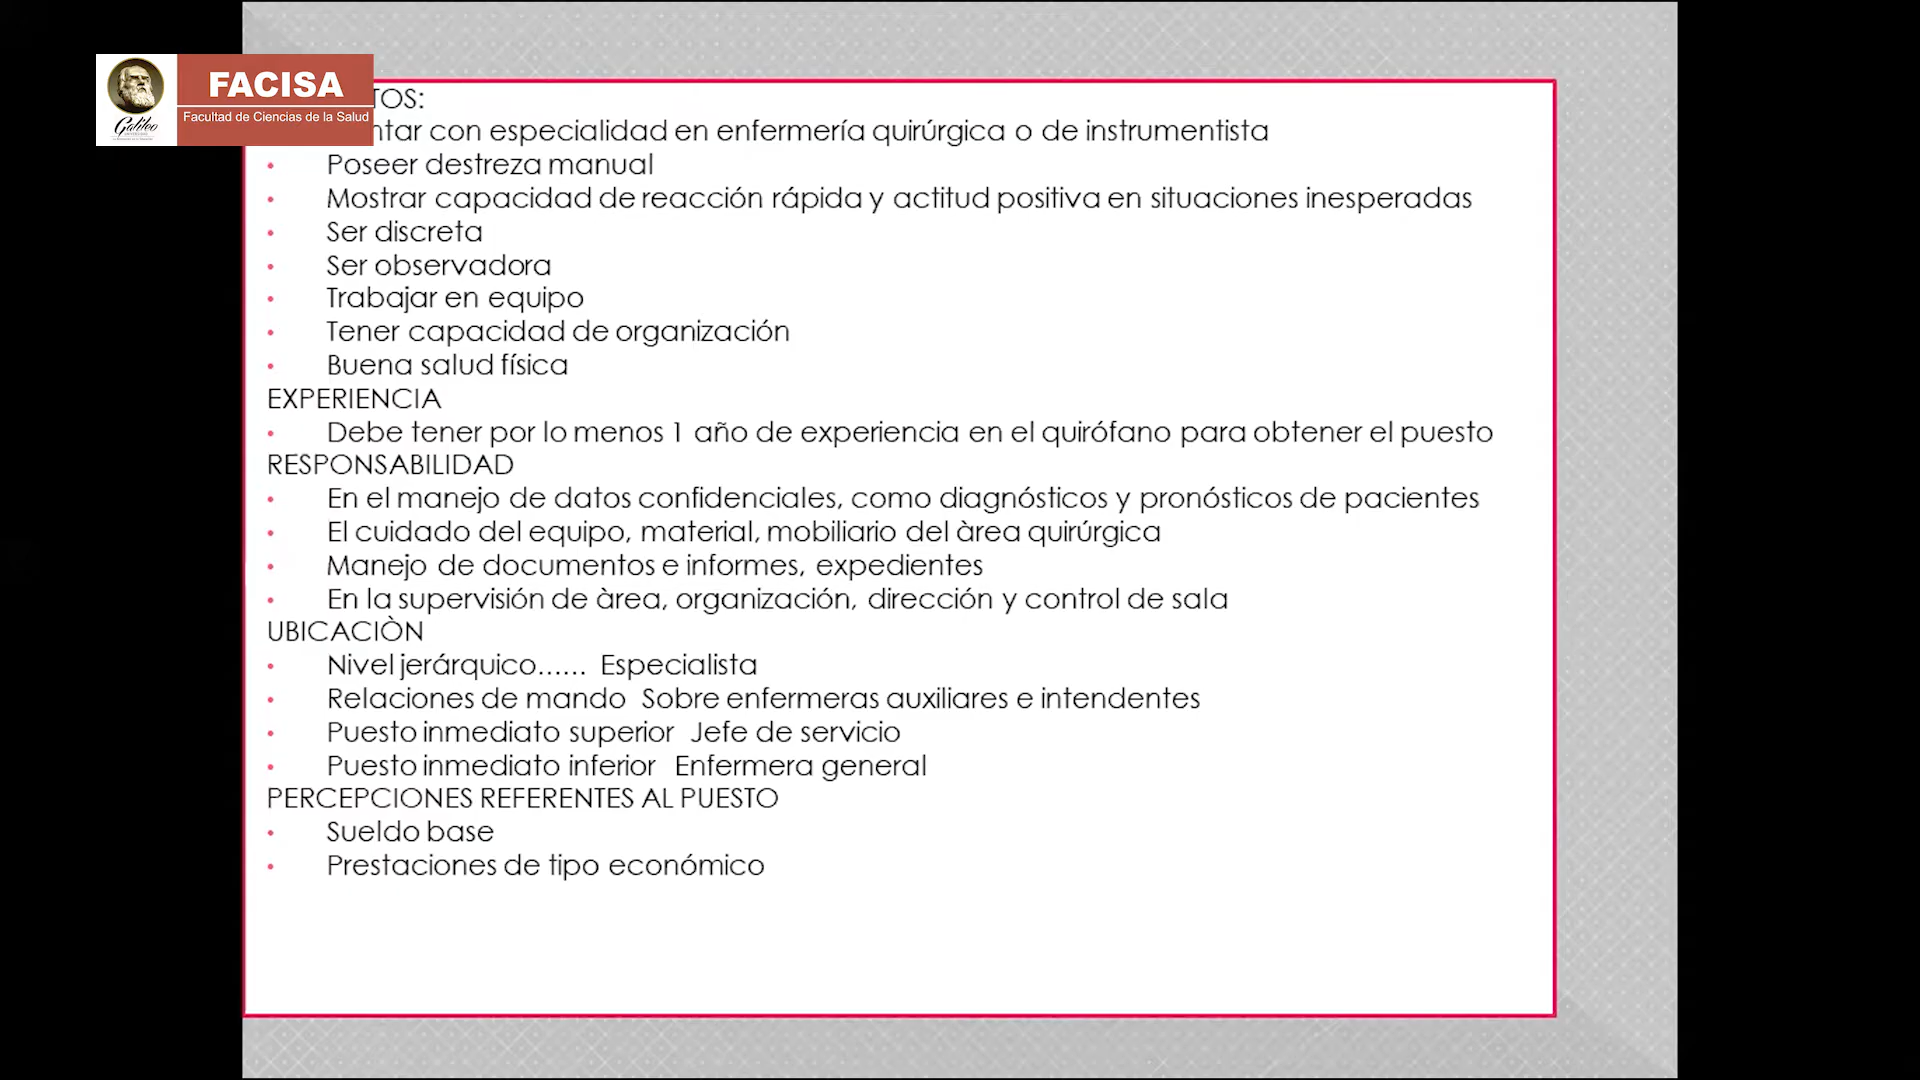 FACISA
Facultad de Ciencias de la Salud
Galileo
TOS:
ntar con especialidad en enfermería quirúrgica o de instrumentista
• Poseer destreza manual
• Mostrar capacidad de reacción rápida y actitud positiva en situaciones inesperadas
• Ser discreta
• Ser observadora
• Trabajar en equipo
• Tener capacidad de organización
• Buena salud física
EXPERIENCIA
• Debe tener por lo menos 1 año de experiencia en el quirófano para obtener el puesto
RESPONSABILIDAD
• En el manejo de datos confidenciales, como diagnósticos y pronósticos de pacientes
• El cuidado del equipo, material, mobiliario del àrea quirúrgica
• Manejo de documentos e informes, expedientes
• En la supervisión de àrea, organización, dirección y control de sala
UBICACIÒN
• Nivel jerárquico...... Especialista
• Relaciones de mando Sobre enfermeras auxiliares e intendentes
• Puesto inmediato superior Jefe de servicio
• Puesto inmediato inferior Enfermera general
PERCEPCIONES REFERENTES AL PUESTO
• Sueldo base
• Prestaciones de tipo económico